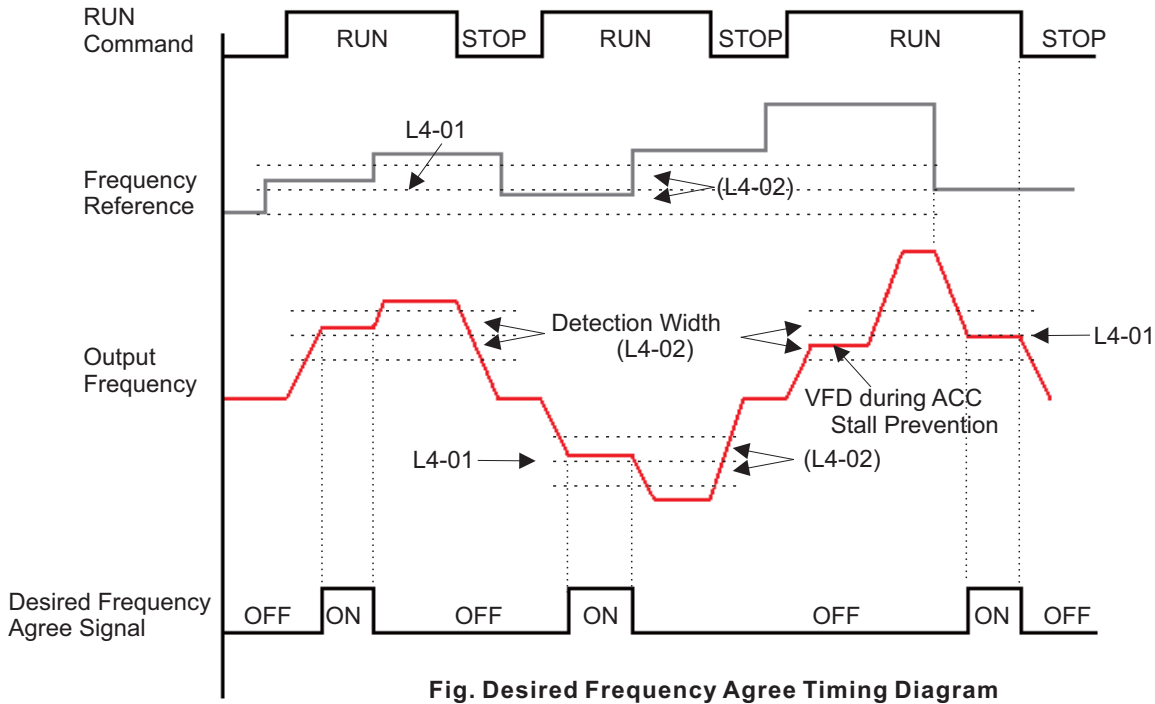 RUN
Command
RUN STOP RUN STOP RUN STOP
L4-01
Frequency
Reference
(L4-02)
Output
Frequency
Detection Width
(L4-02)
L4-01
VFD during ACC
Stall Prevention
L4-01
(L4-02)
Desired Frequency
Agree Signal
OFF ON OFF ON OFF ON OFF
Fig. Desired Frequency Agree Timing Diagram